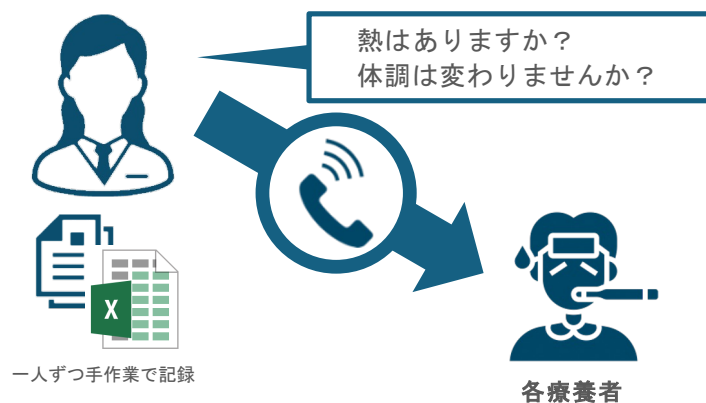 熱はありますか？
体調は変わりませんか？
X
一人ずつ手作業で記録
各療養者